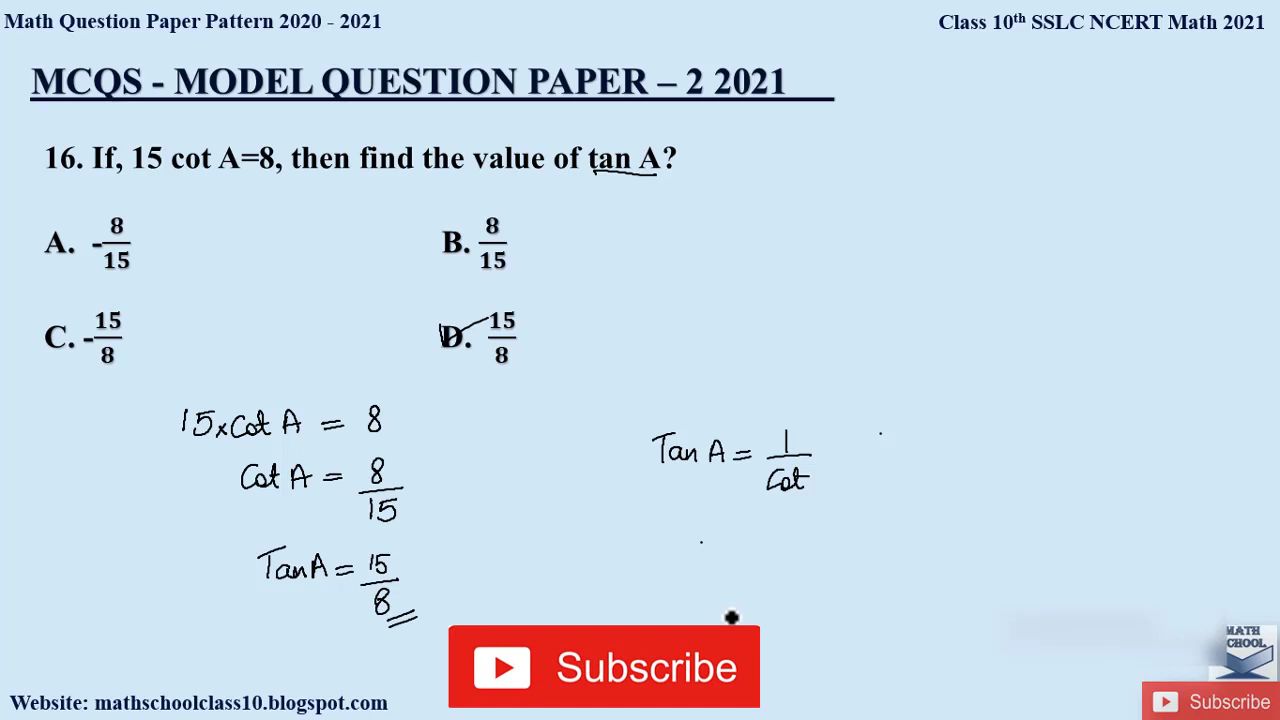 Math Question Paper Pattern 2020 - 2021
Class 10th SSLC NCERT Math 2021
MCQS - MODEL QUESTION PAPER – 2 2021
16. If, 15 cot A=8, then find the value of tan A?
A. -8/15
B. 8/15
C. -15/8
D. 15/8
15×Cot A = 8
Cot A = 8/15
Tan A = 1/Cot
Tan A = 15/8
Subscribe
MATH
SCHOOL
Website: mathschoolclass10.blogspot.com
Subscribe